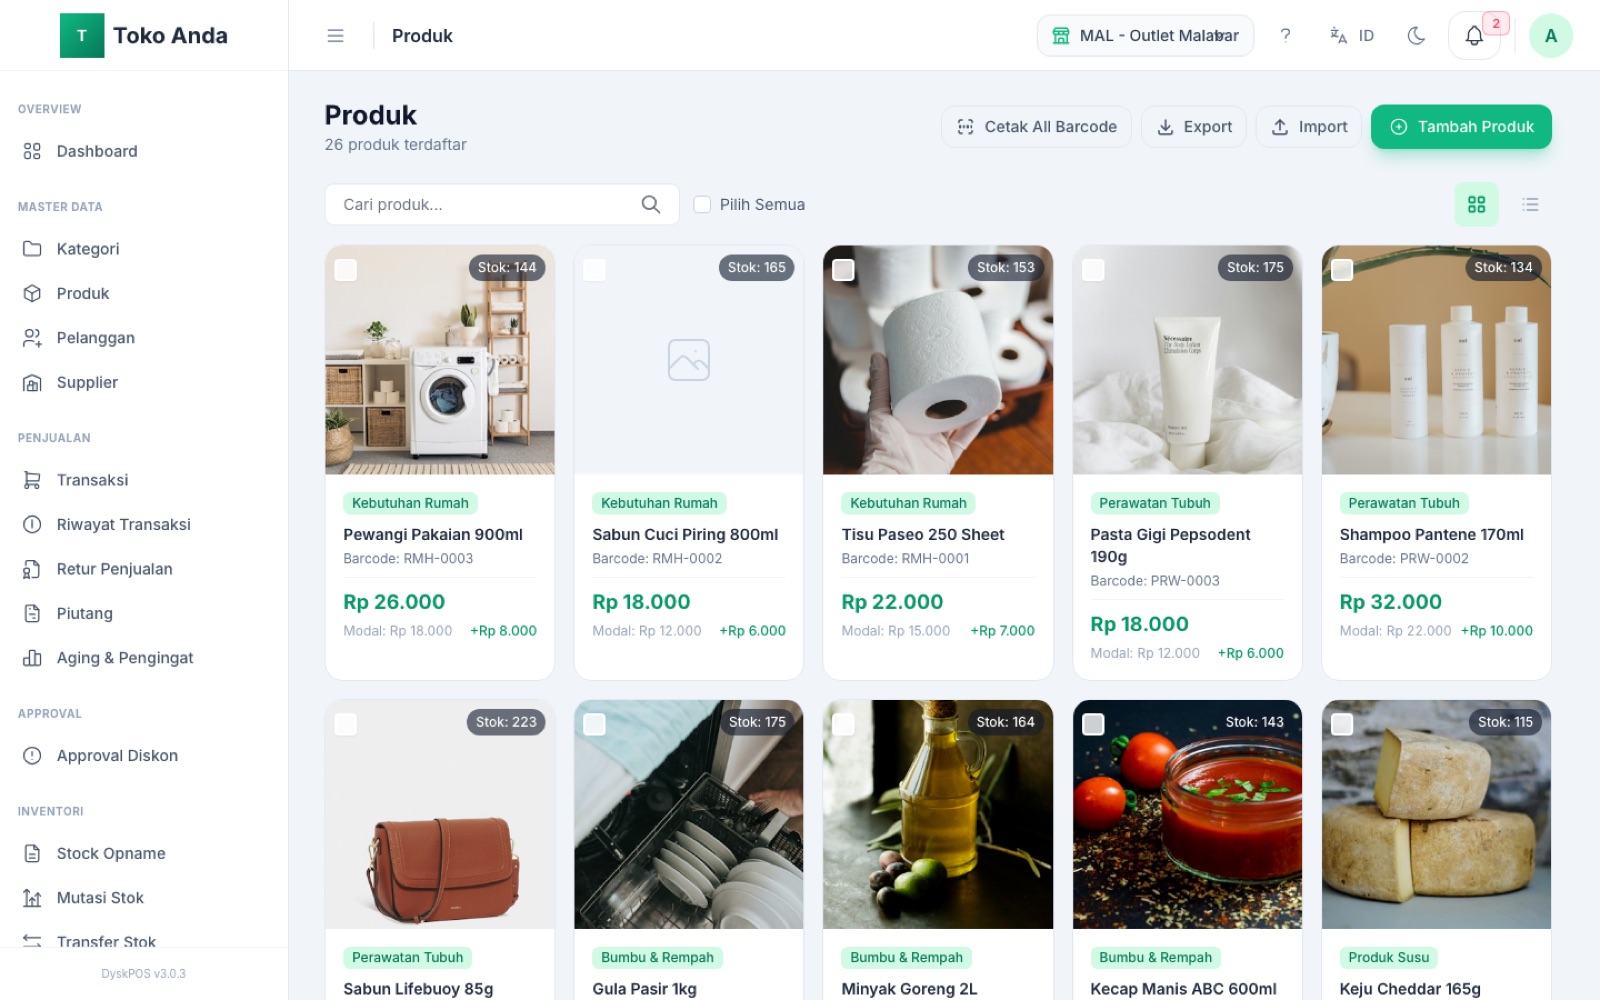 T
Toko Anda
OVERVIEW
Dashboard
MASTER DATA
Kategori
Produk
Pelanggan
Supplier
PENJUALAN
Transaksi
Riwayat Transaksi
Retur Penjualan
Piutang
Aging & Pengingat
APPROVAL
Approval Diskon
INVENTORI
Stock Opname
Mutasi Stok
Transfer Stok
DyskPOS v3.0.3
Produk
MAL - Outlet Malabar
?
ID
2
A
Produk
26 produk terdaftar
Cetak All Barcode
Export
Import
Tambah Produk
Cari produk...
Pilih Semua
Stok: 144
Kebutuhan Rumah
Pewangi Pakaian 900ml
Barcode: RMH-0003
Rp 26.000
Modal: Rp 18.000 +Rp 8.000
Stok: 165
Kebutuhan Rumah
Sabun Cuci Piring 800ml
Barcode: RMH-0002
Rp 18.000
Modal: Rp 12.000 +Rp 6.000
Stok: 153
Kebutuhan Rumah
Tisu Paseo 250 Sheet
Barcode: RMH-0001
Rp 22.000
Modal: Rp 15.000 +Rp 7.000
Stok: 175
Nécessaire
The Body Lotion
Perawatan Tubuh
Pasta Gigi Pepsodent
190g
Barcode: PRW-0003
Rp 18.000
Modal: Rp 12.000 +Rp 6.000
Stok: 134
Perawatan Tubuh
Shampoo Pantene 170ml
Barcode: PRW-0002
Rp 32.000
Modal: Rp 22.000 +Rp 10.000
Stok: 223
Perawatan Tubuh
Sabun Lifebuoy 85g
Stok: 175
Bumbu & Rempah
Gula Pasir 1kg
Stok: 164
Bumbu & Rempah
Minyak Goreng 2L
Stok: 143
Bumbu & Rempah
Kecap Manis ABC 600ml
Stok: 115
Produk Susu
Keju Cheddar 165g